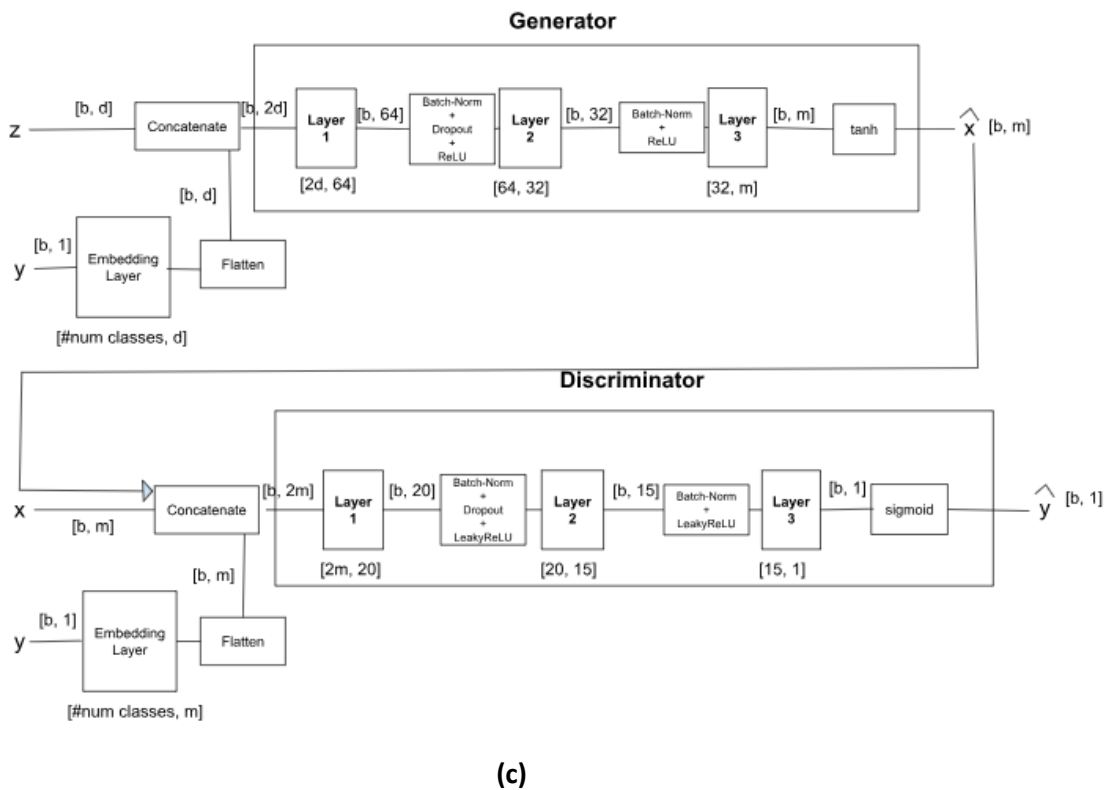 Generator
z
[b, d]
Concatenate
[b, 2d]
Layer
1
[2d, 64]
[b, 64]
Batch-Norm
+
Dropout
+
ReLU
Layer
2
[64, 32]
[b, 32]
Batch-Norm
+
ReLU
Layer
3
[32, m]
[b, m]
tanh
x̂
[b, m]
[b, d]
y
[b, 1]
Embedding
Layer
[#num classes, d]
Flatten
Discriminator
x
[b, m]
Concatenate
[b, 2m]
Layer
1
[2m, 20]
[b, 20]
Batch-Norm
+
Dropout
+
LeakyReLU
Layer
2
[20, 15]
[b, 15]
Batch-Norm
+
LeakyReLU
Layer
3
[15, 1]
[b, 1]
sigmoid
ŷ
[b, 1]
[b, m]
y
[b, 1]
Embedding
Layer
[#num classes, m]
Flatten
(c)